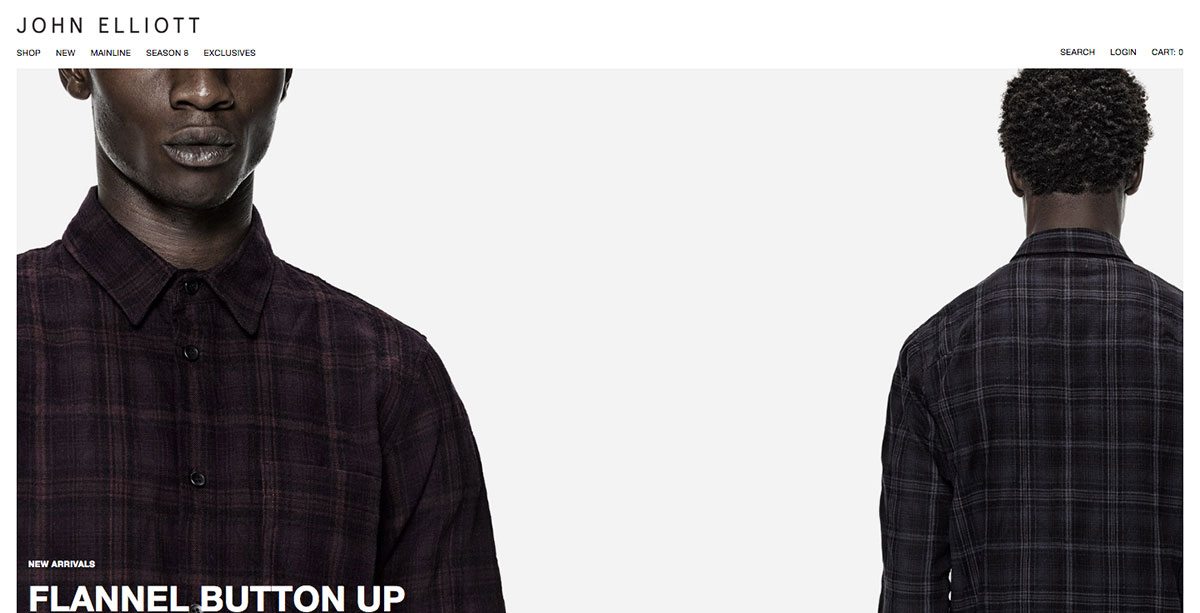 JOHN ELLIOTT
SHOP NEW MAINLINE SEASON 8 EXCLUSIVES
SEARCH LOGIN CART: 0
NEW ARRIVALS
FLANNEL BUTTON UP